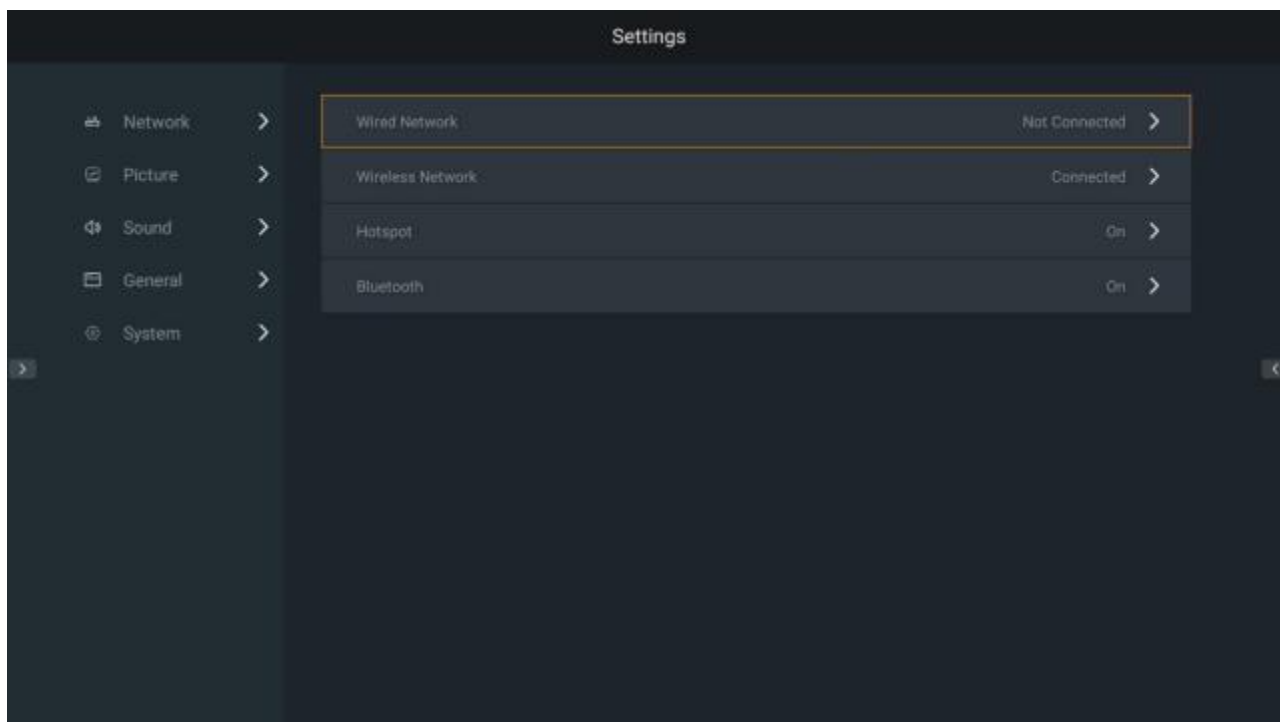 Settings
Network
Picture
Sound
General
System
Wired Network Not Connected
Wireless Network Connected
Hotspot On
Bluetooth On